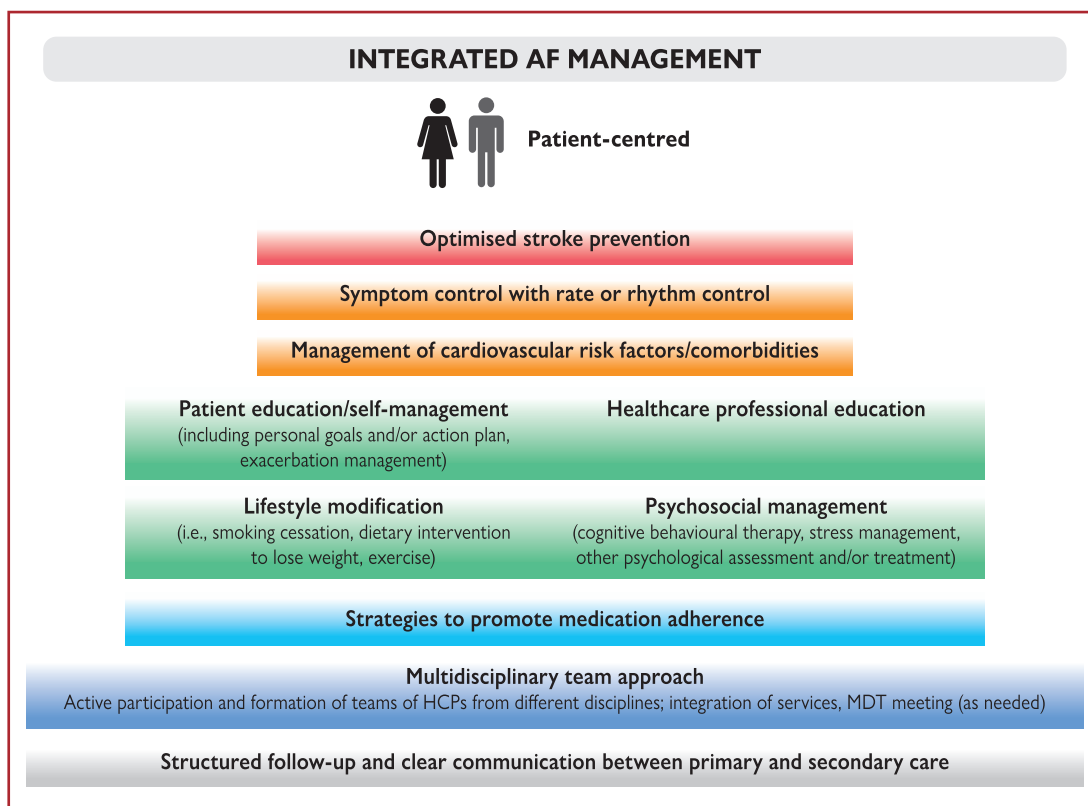 INTEGRATED AF MANAGEMENT
Patient-centred
Optimised stroke prevention
Symptom control with rate or rhythm control
Management of cardiovascular risk factors/comorbidities
Patient education/self-management
(including personal goals and/or action plan,
exacerbation management)
Healthcare professional education
Lifestyle modification
(i.e., smoking cessation, dietary intervention
to lose weight, exercise)
Psychosocial management
(cognitive behavioural therapy, stress management,
other psychological assessment and/or treatment)
Strategies to promote medication adherence
Multidisciplinary team approach
Active participation and formation of teams of HCPs from different disciplines; integration of services, MDT meeting (as needed)
Structured follow-up and clear communication between primary and secondary care